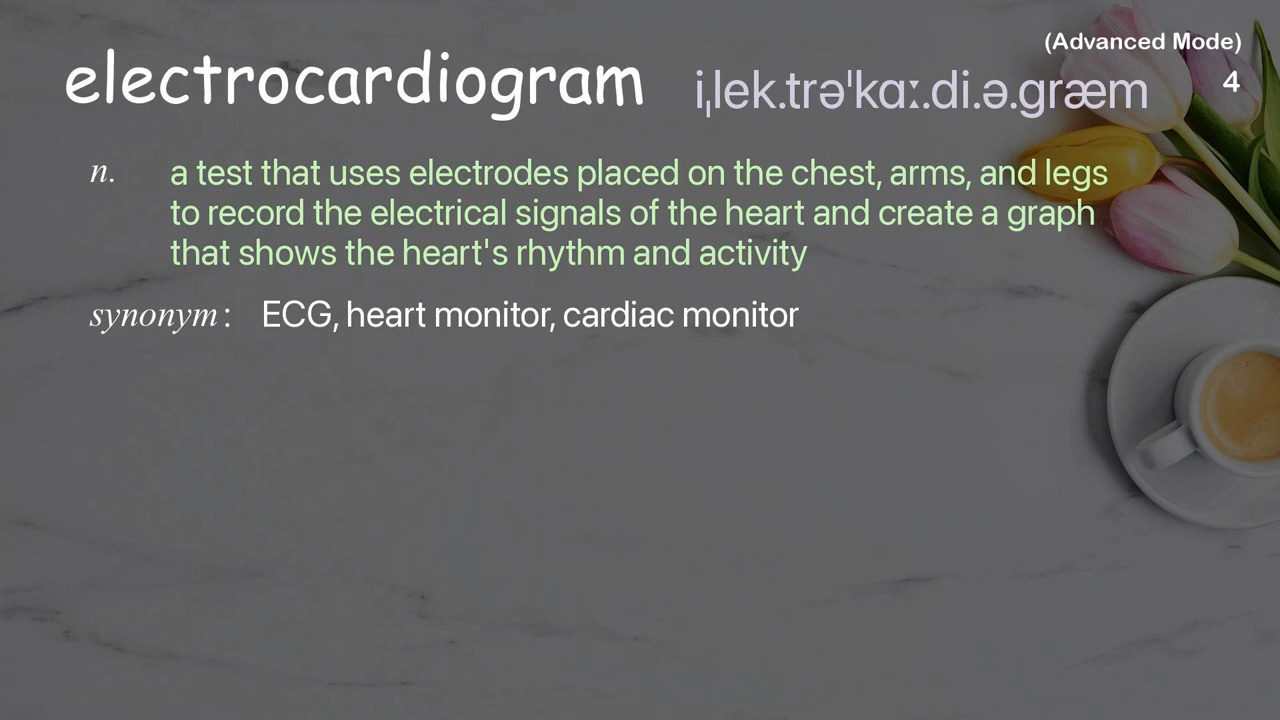 (Advanced Mode)
electrocardiogram iˌlek.trəˈkɑː.di.ə.ɡræm
4
n. a test that uses electrodes placed on the chest, arms, and legs
to record the electrical signals of the heart and create a graph
that shows the heart's rhythm and activity
synonym : ECG, heart monitor, cardiac monitor